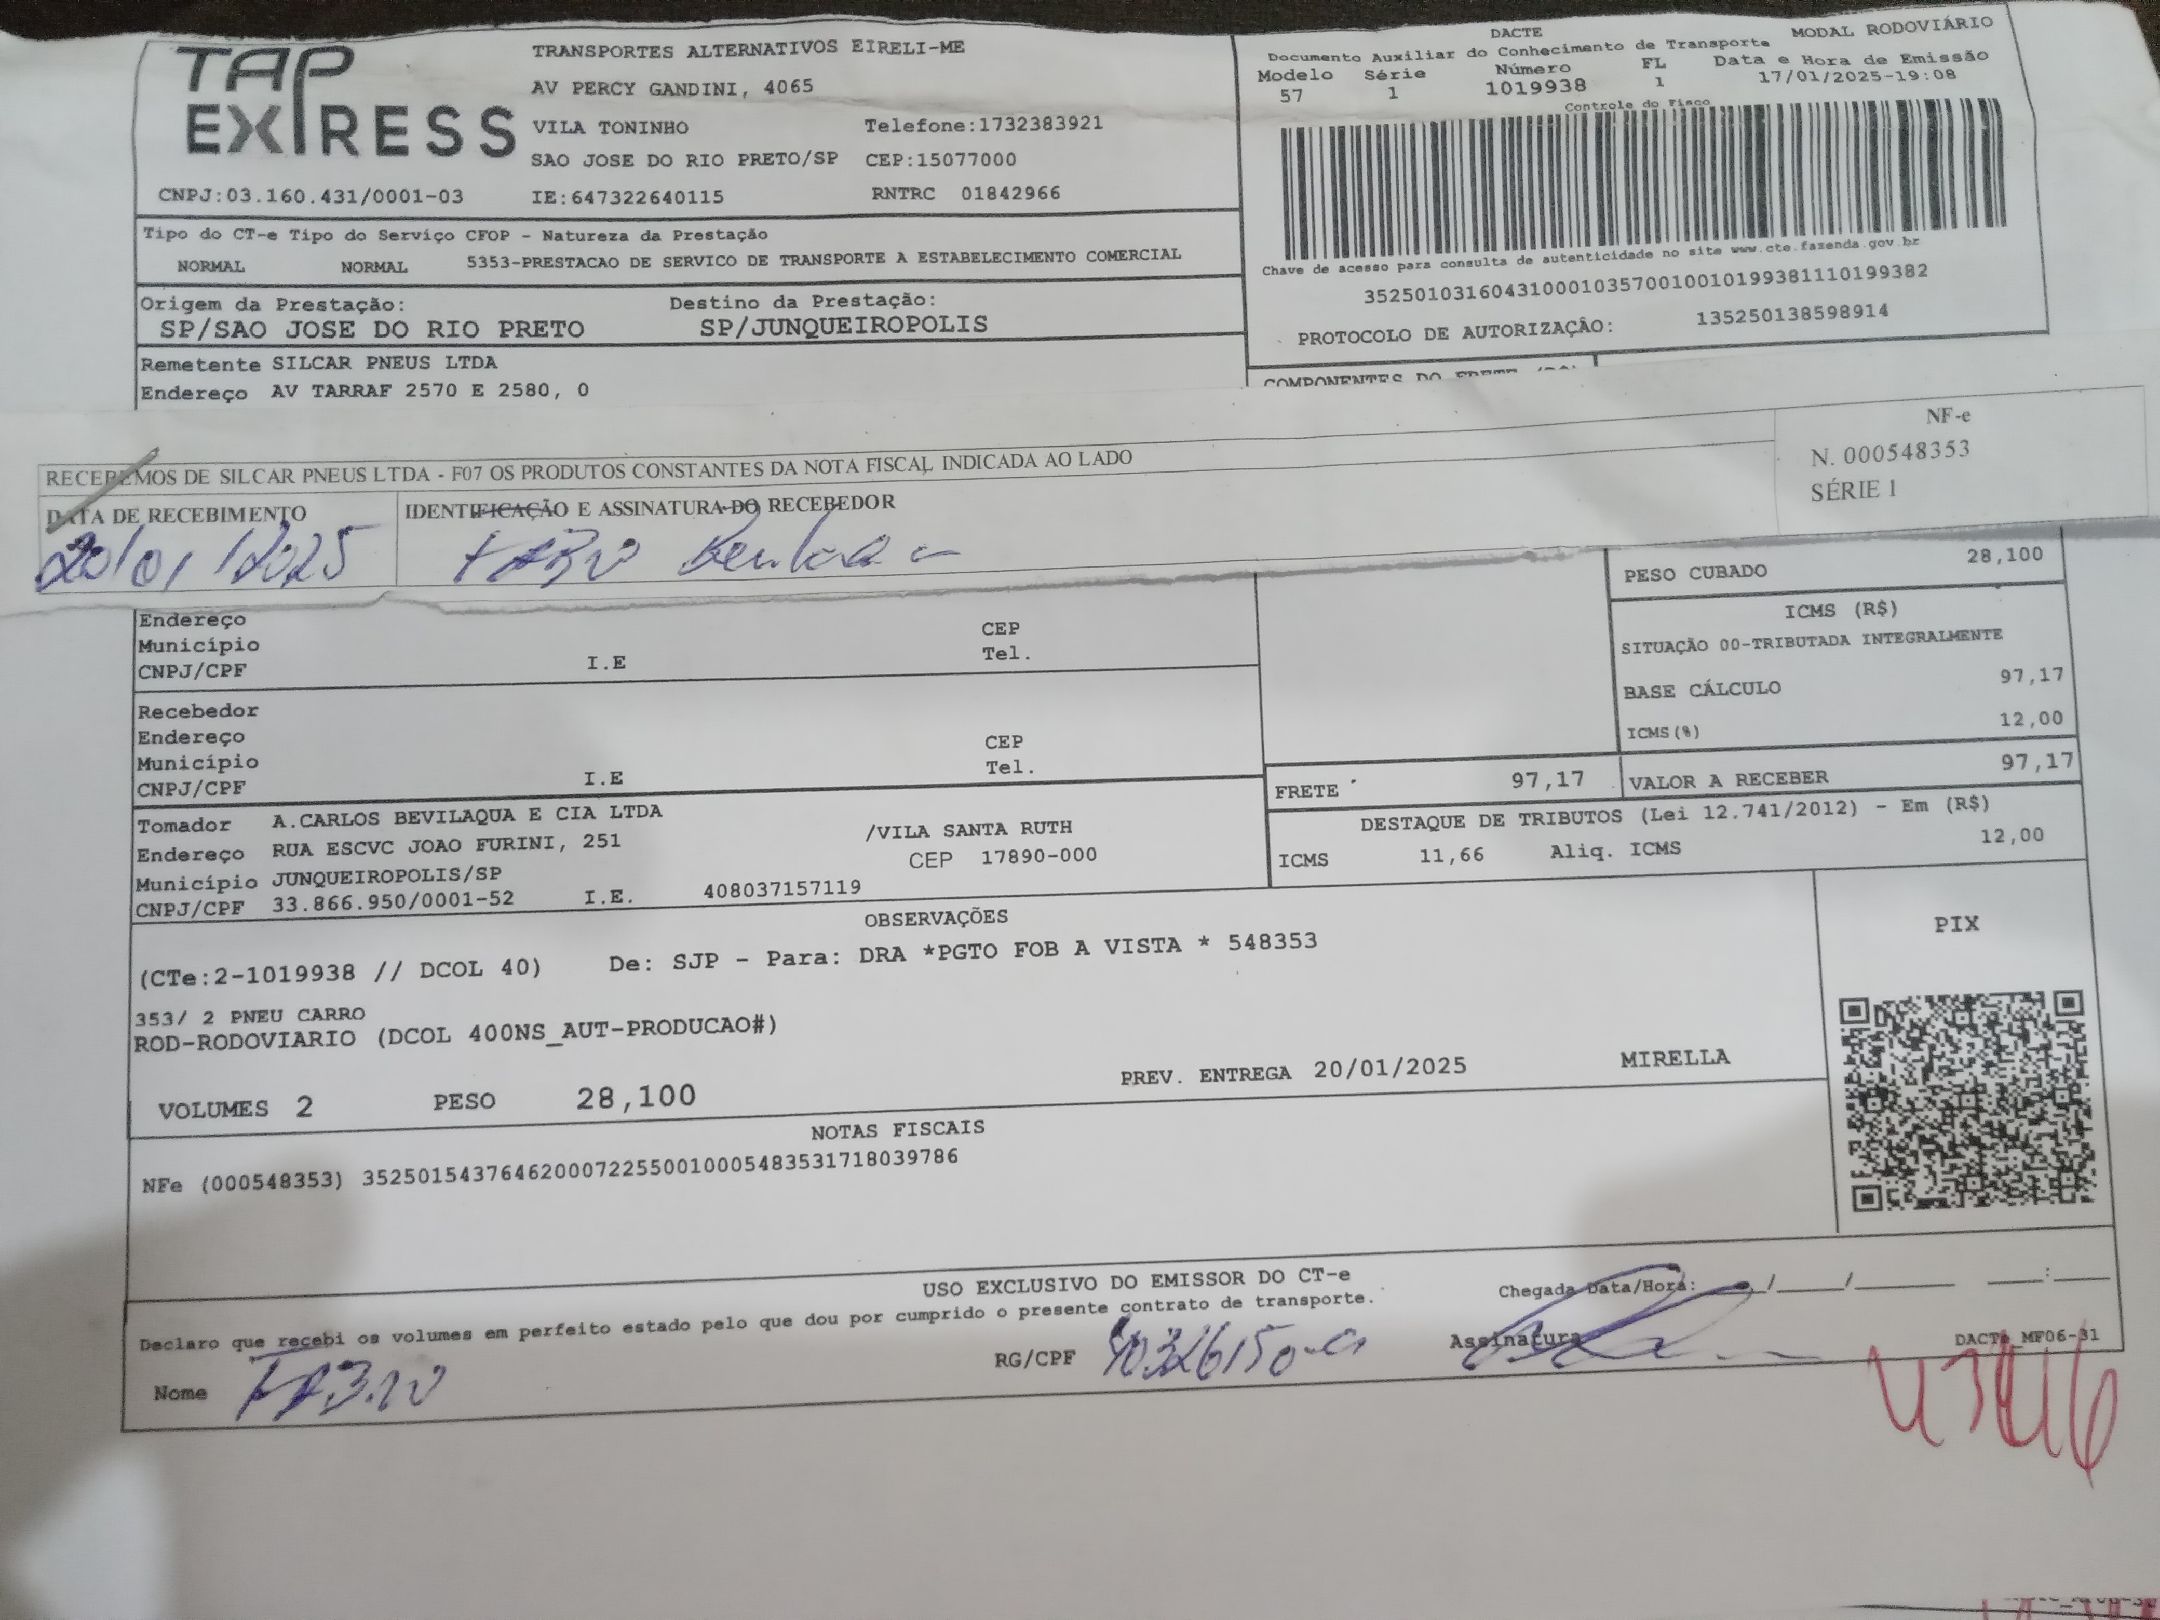 TAP EXPRESS
TRANSPORTES ALTERNATIVOS EIRELI-ME
AV PERCY GANDINI, 4065
VILA TONINHO Telefone:1732383921
SAO JOSE DO RIO PRETO/SP CEP:15077000
CNPJ:03.160.431/0001-03 IE:647322640115 RNTRC 01842966
DACTE MODAL RODOVIÁRIO
Documento Auxiliar do Conhecimento de Transporte
Modelo Série Número FL Data e Hora de Emissão
57 1 1019938 1 17/01/2025-19:08
Controle do Fisco
Chave de acesso para consulta de autenticidade no site www.cte.fazenda.gov.br
35250103160431000103570010010199381110199382
PROTOCOLO DE AUTORIZAÇÃO: 135250138598914
Tipo do CT-e Tipo do Serviço CFOP - Natureza da Prestação
NORMAL NORMAL 5353-PRESTACAO DE SERVICO DE TRANSPORTE A ESTABELECIMENTO COMERCIAL
Origem da Prestação: Destino da Prestação:
SP/SAO JOSE DO RIO PRETO SP/JUNQUEIROPOLIS
Remetente SILCAR PNEUS LTDA
Endereço AV TARRAF 2570 E 2580, 0
COMPONENTES DO FRETE
RECEBEMOS DE SILCAR PNEUS LTDA - F07 OS PRODUTOS CONSTANTES DA NOTA FISCAL INDICADA AO LADO
NF-e
N. 000548353
SÉRIE 1
DATA DE RECEBIMENTO IDENTIFICAÇÃO E ASSINATURA DO RECEBEDOR
20/01/2025
PESO CUBADO 28,100
Endereço CEP
Município Tel.
CNPJ/CPF I.E
ICMS (R$)
SITUAÇÃO 00-TRIBUTADA INTEGRALMENTE
BASE CÁLCULO 97,17
ICMS(%) 12,00
Recebedor
Endereço CEP
Município Tel.
CNPJ/CPF I.E
FRETE 97,17 VALOR A RECEBER 97,17
Tomador A.CARLOS BEVILAQUA E CIA LTDA
Endereço RUA ESCVC JOAO FURINI, 251 /VILA SANTA RUTH
Município JUNQUEIROPOLIS/SP CEP 17890-000
CNPJ/CPF 33.866.950/0001-52 I.E. 408037157119
DESTAQUE DE TRIBUTOS (Lei 12.741/2012) - Em (R$)
ICMS 11,66 Aliq. ICMS 12,00
OBSERVAÇÕES
(CTe:2-1019938 // DCOL 40) De: SJP - Para: DRA *PGTO FOB A VISTA * 548353
353/ 2 PNEU CARRO
ROD-RODOVIARIO (DCOL 400NS_AUT-PRODUCAO#)
PREV. ENTREGA 20/01/2025 MIRELLA
VOLUMES 2 PESO 28,100
PIX
NOTAS FISCAIS
NFe (000548353) 35250154376462000722550010005483531718039786
USO EXCLUSIVO DO EMISSOR DO CT-e
Declaro que recebi os volumes em perfeito estado pelo que dou por cumprido o presente contrato de transporte.
Chegada Data/Hora: / / :
Nome RG/CPF Assinatura DACTe_MF06-31